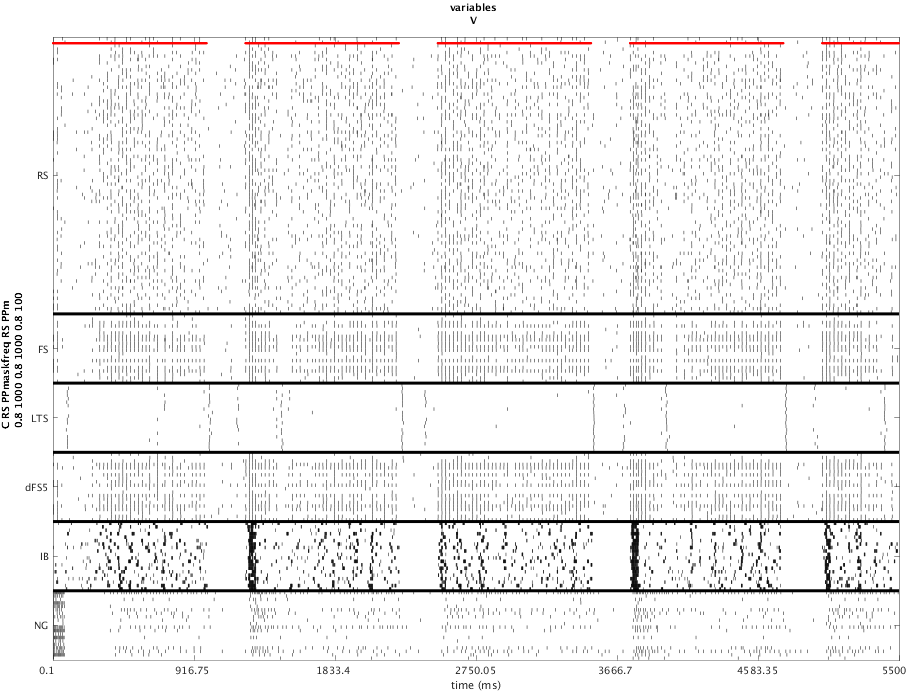 variables
V
RS
FS
LTS
dFS5
IB
NG
C RS PPmaskfreq RS PPm
0.8 1000 0.8 1000 0.8 100
0.1
916.75
1833.4
2750.05
3666.7
4583.35
5500
time (ms)